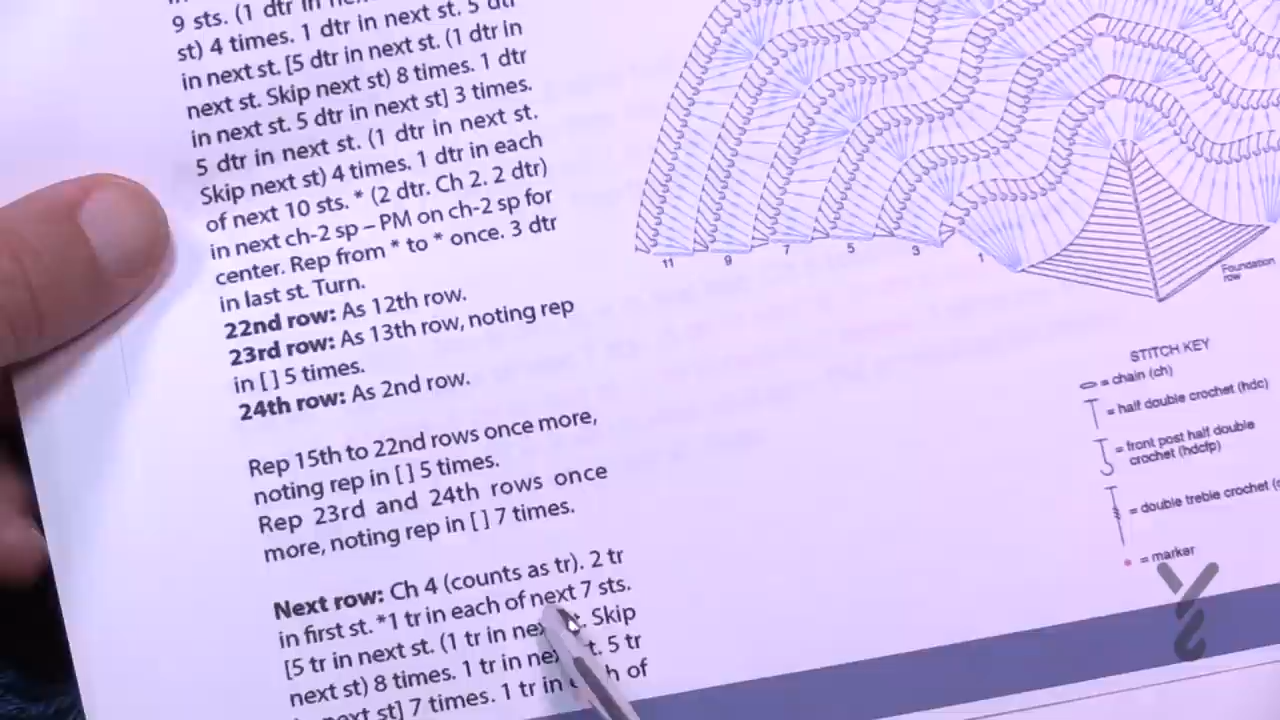 9 sts. (1 dtr in
st) 4 times. 1 dtr in next st. 5 dtr
in next st. [5 dtr in next st. (1 dtr in
next st. Skip next st) 8 times. 1 dtr
in next st. 5 dtr in next st] 3 times.
5 dtr in next st. (1 dtr in next st.
Skip next st) 4 times. 1 dtr in each
of next 10 sts. * (2 dtr. Ch 2. 2 dtr)
in next ch-2 sp – PM on ch-2 sp for
center. Rep from * to * once. 3 dtr
in last st. Turn.
22nd row: As 12th row.
23rd row: As 13th row, noting rep
in [ ] 5 times.
24th row: As 2nd row.
Rep 15th to 22nd rows once more,
noting rep in [ ] 5 times.
Rep 23rd and 24th rows once
more, noting rep in [ ] 7 times.
Next row: Ch 4 (counts as tr). 2 tr
in first st. *1 tr in each of next 7 sts.
[5 tr in next st. (1 tr in . Skip
next st) 8 times. 1 tr in . 5 tr
next st] 7 times. 1 tr in of
11
9
7
5
3
1
Foundation
row
STITCH KEY
= chain (ch)
= half double crochet (hdc)
= front post half double
crochet (hdcfp)
= double treble crochet
= marker